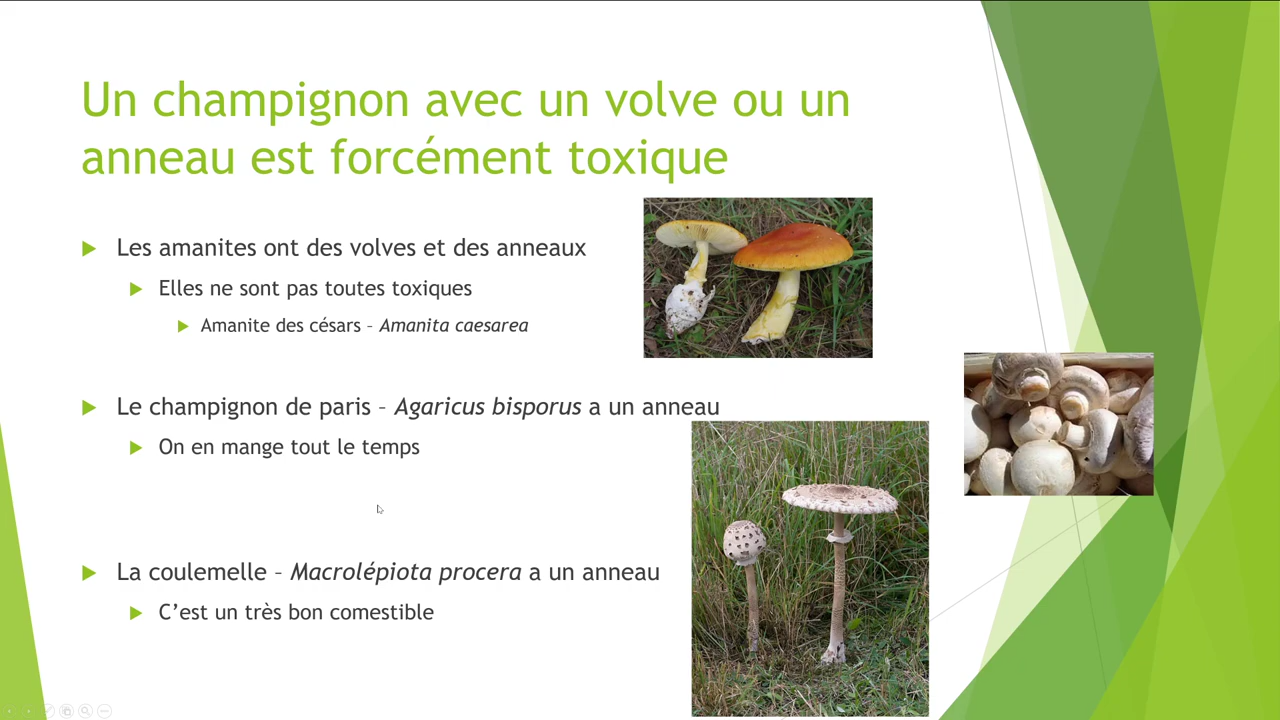 Un champignon avec un volve ou un
anneau est forcément toxique
Les amanites ont des volves et des anneaux
Elles ne sont pas toutes toxiques
Amanite des césars – Amanita caesarea
Le champignon de paris – Agaricus bisporus a un anneau
On en mange tout le temps
La coulemelle – Macrolépiota procera a un anneau
C’est un très bon comestible